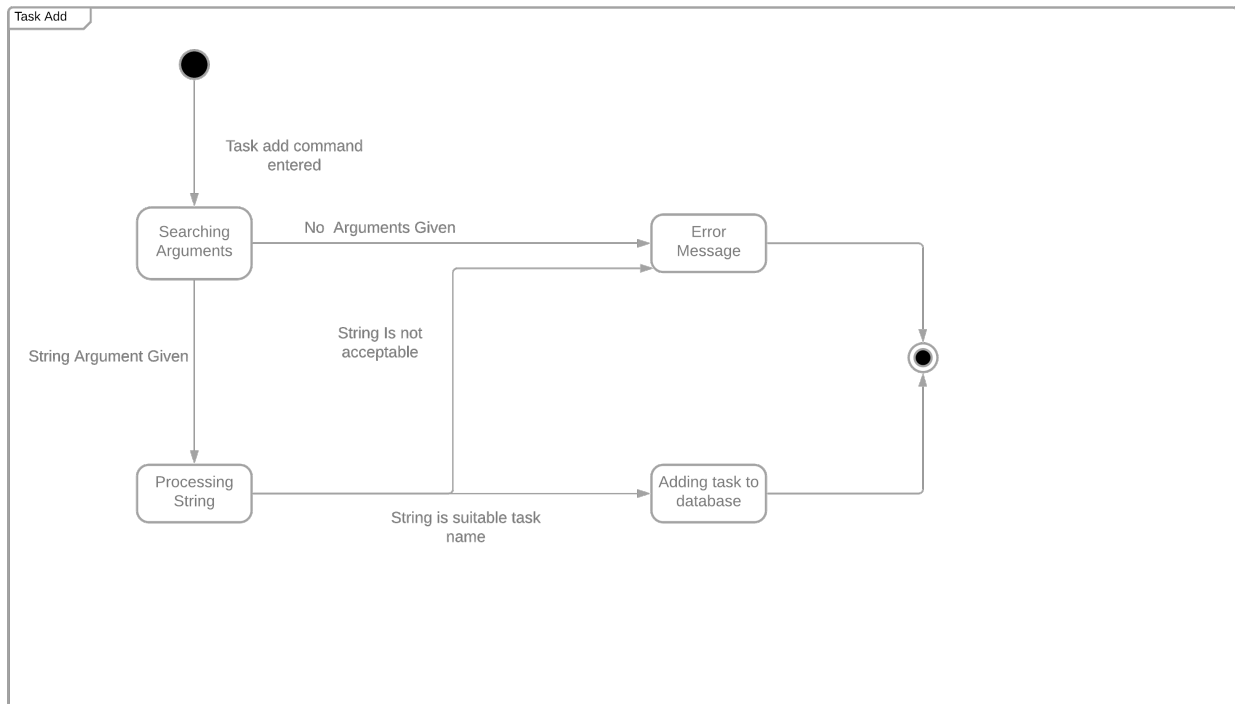 Task Add
Task add command
entered
Searching
Arguments
No  Arguments Given
Error
Message
String Is not
acceptable
String Argument Given
Processing
String
String is suitable task
name
Adding task to
database